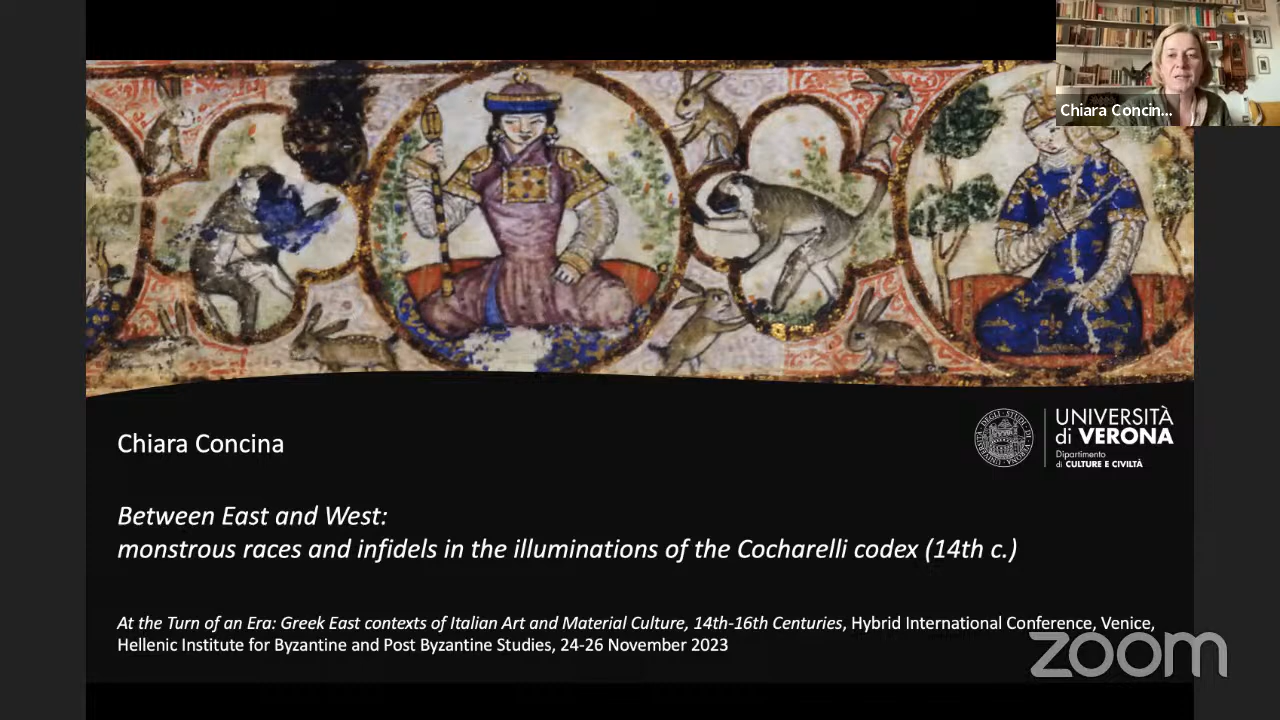 Chiara Concin...
Chiara Concina
UNIVERSITÀ
di VERONA
Dipartimento
di CULTURE E CIVILTÀ
Between East and West:
monstrous races and infidels in the illuminations of the Cocharelli codex (14th c.)
At the Turn of an Era: Greek East contexts of Italian Art and Material Culture, 14th-16th Centuries, Hybrid International Conference, Venice,
Hellenic Institute for Byzantine and Post Byzantine Studies, 24-26 November 2023
zoom